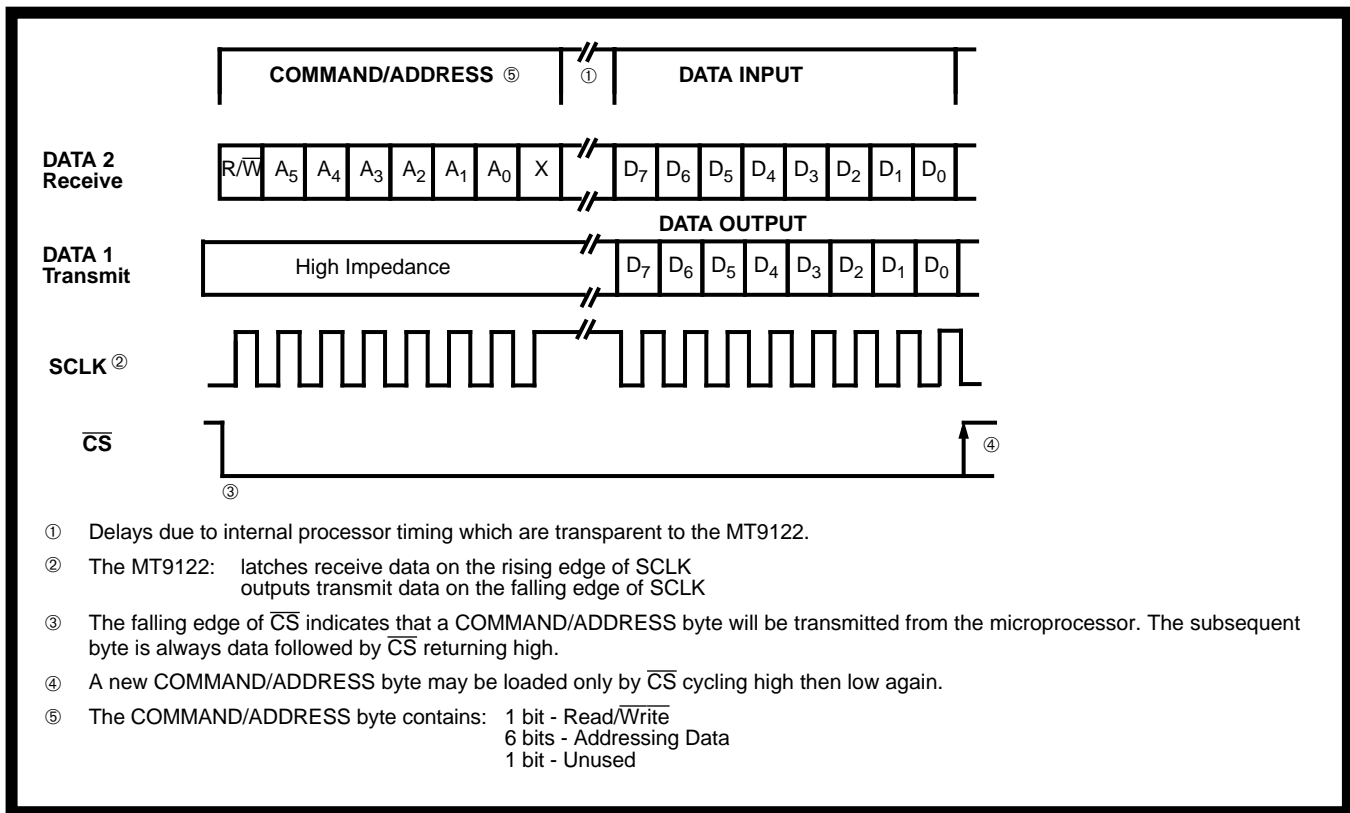 COMMAND/ADDRESS ⑤ ① DATA INPUT
DATA 2
Receive
R/W̅ A₅ A₄ A₃ A₂ A₁ A₀ X D₇ D₆ D₅ D₄ D₃ D₂ D₁ D₀
DATA OUTPUT
DATA 1
Transmit
High Impedance D₇ D₆ D₅ D₄ D₃ D₂ D₁ D₀
SCLK ②
C̅S̅
③
④
① Delays due to internal processor timing which are transparent to the MT9122.
② The MT9122: latches receive data on the rising edge of SCLK
outputs transmit data on the falling edge of SCLK
③ The falling edge of C̅S̅ indicates that a COMMAND/ADDRESS byte will be transmitted from the microprocessor. The subsequent
byte is always data followed by C̅S̅ returning high.
④ A new COMMAND/ADDRESS byte may be loaded only by C̅S̅ cycling high then low again.
⑤ The COMMAND/ADDRESS byte contains: 1 bit - Read/W̅r̅i̅t̅e̅
6 bits - Addressing Data
1 bit - Unused